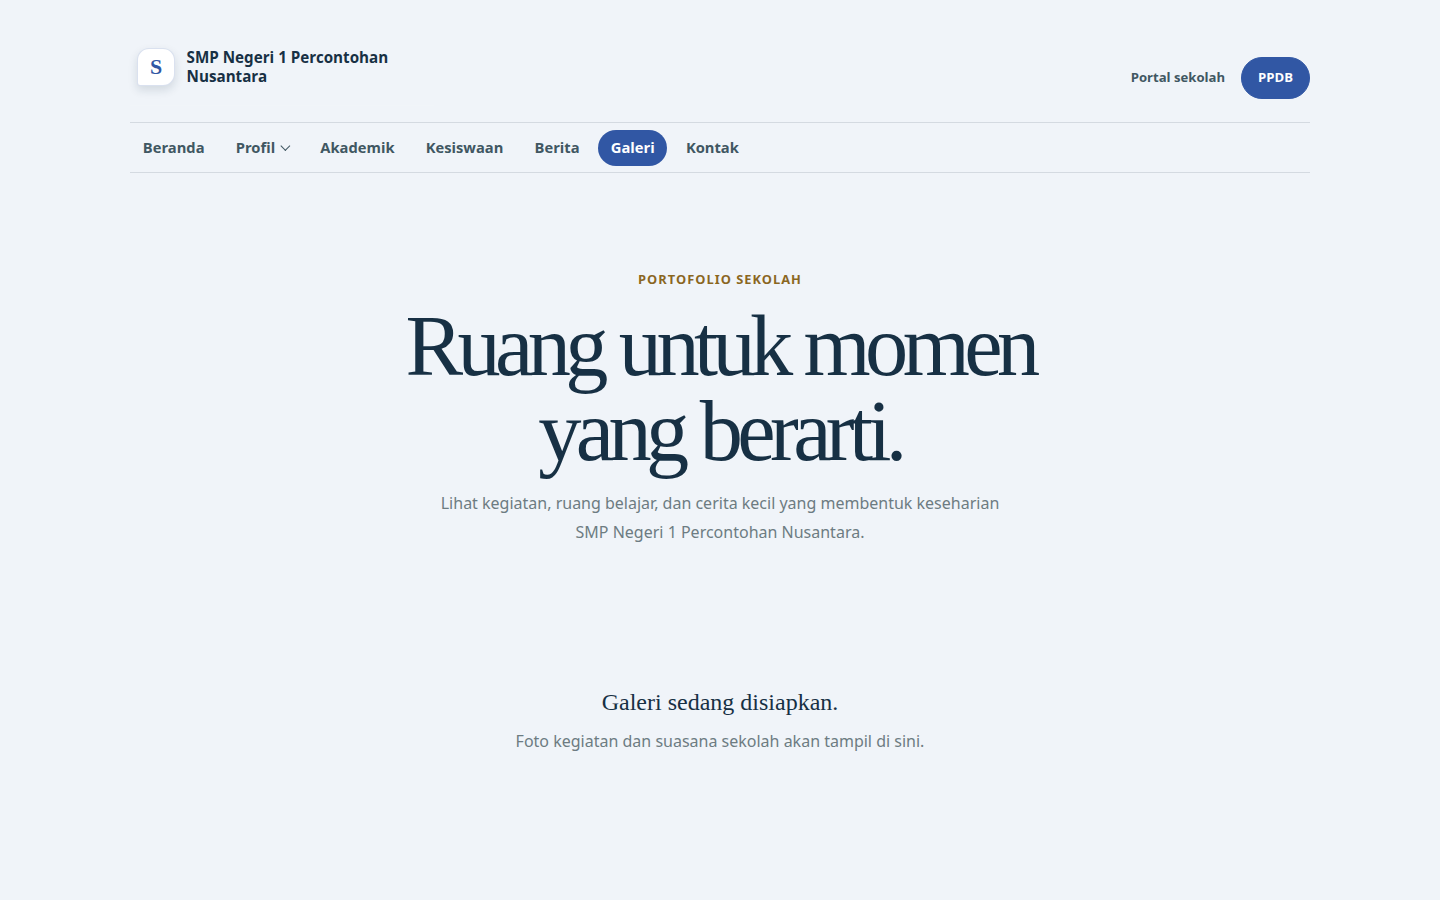 S
SMP Negeri 1 Percontohan
Nusantara
Portal sekolah
PPDB
Beranda
Profil
Akademik
Kesiswaan
Berita
Galeri
Kontak
PORTOFOLIO SEKOLAH
Ruang untuk momen
yang berarti.
Lihat kegiatan, ruang belajar, dan cerita kecil yang membentuk keseharian
SMP Negeri 1 Percontohan Nusantara.
Galeri sedang disiapkan.
Foto kegiatan dan suasana sekolah akan tampil di sini.